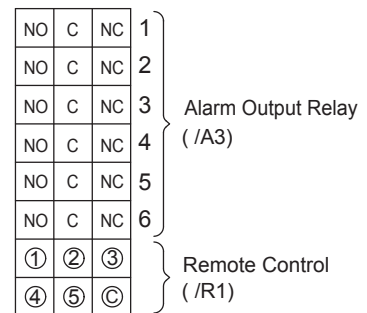 NO C NC 1
NO C NC 2
NO C NC 3
NO C NC 4
NO C NC 5
NO C NC 6
Alarm Output Relay
( /A3)
① ② ③
④ ⑤ Ⓒ
Remote Control
( /R1)